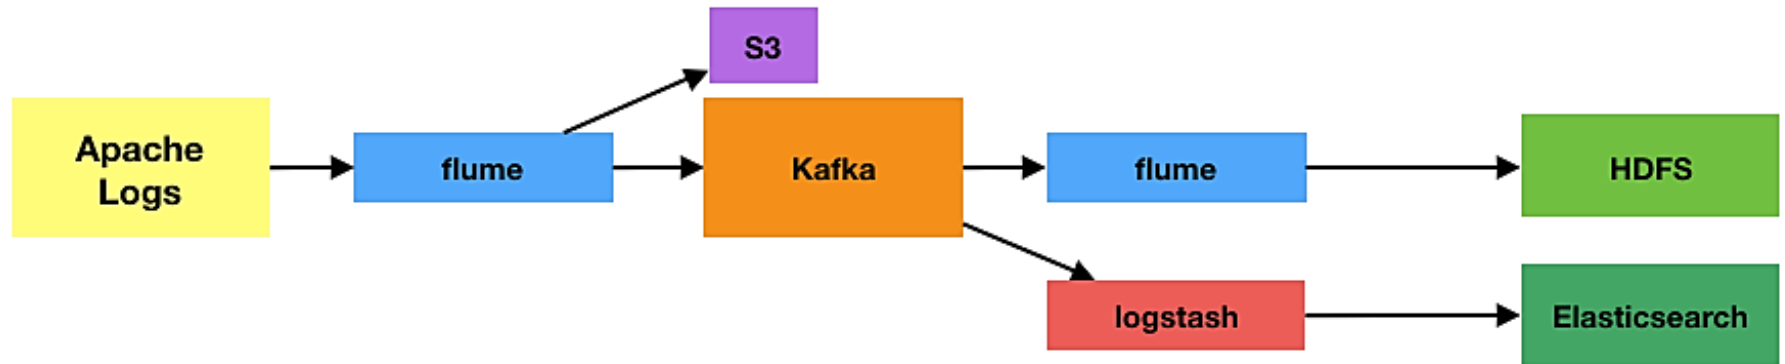 S3
Apache
Logs
flume
Kafka
flume
HDFS
logstash
Elasticsearch